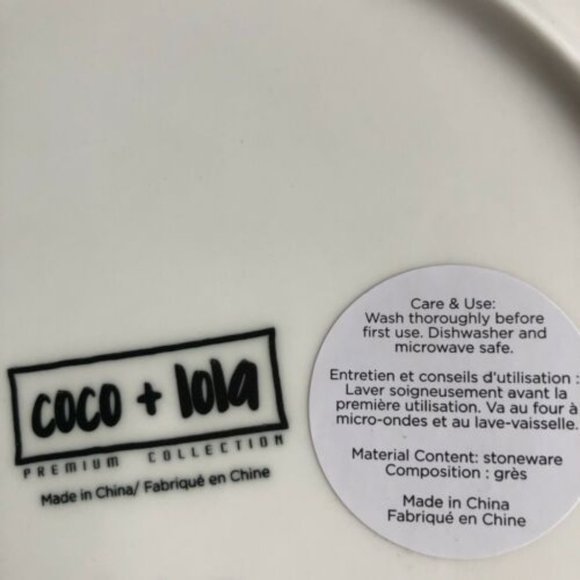 coco + lola
PREMIUM COLLECTION
Made in China/ Fabriqué en Chine
Care & Use:
Wash thoroughly before
first use. Dishwasher and
microwave safe.
Entretien et conseils d'utilisation :
Laver soigneusement avant la
première utilisation. Va au four à
micro-ondes et au lave-vaisselle.
Material Content: stoneware
Composition : grès
Made in China
Fabriqué en Chine